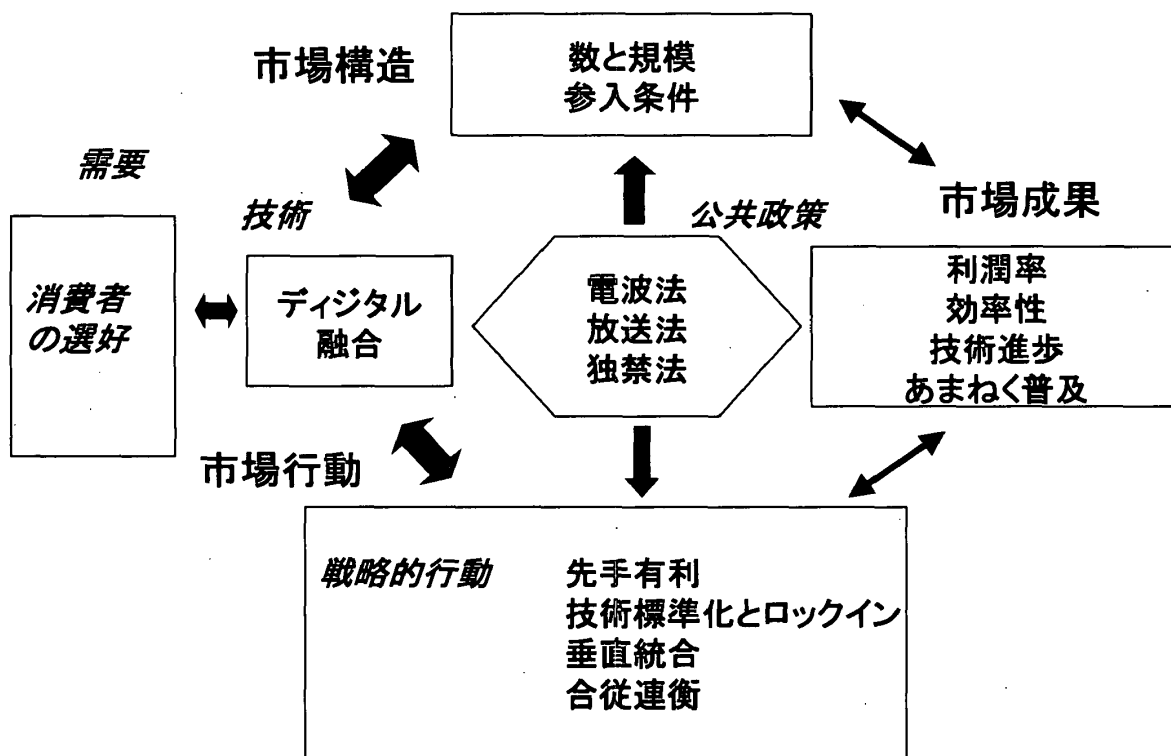 市場構造
数と規模
参入条件
需要
技術
公共政策
市場成果
消費者
の選好
ディジタル
融合
電波法
放送法
独禁法
利潤率
効率性
技術進歩
あまねく普及
市場行動
戦略的行動
先手有利
技術標準化とロックイン
垂直統合
合従連衡